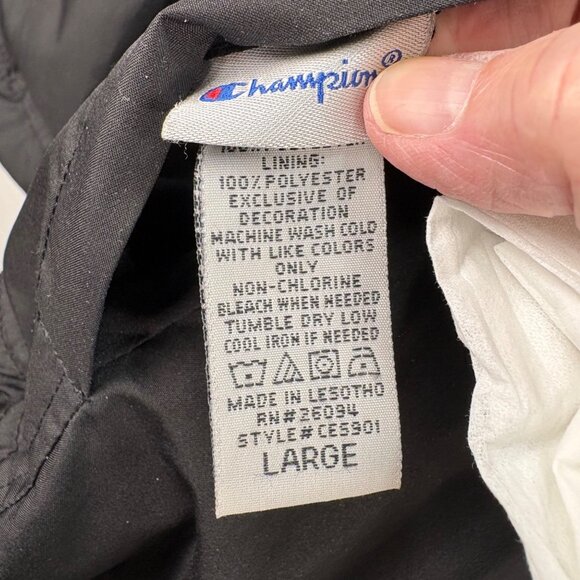 Champion®
LINING:
100% POLYESTER
EXCLUSIVE OF
DECORATION
MACHINE WASH COLD
WITH LIKE COLORS
ONLY
NON-CHLORINE
BLEACH WHEN NEEDED
TUMBLE DRY LOW
COOL IRON IF NEEDED
MADE IN LESOTHO
RN#26094
STYLE#CES901
LARGE